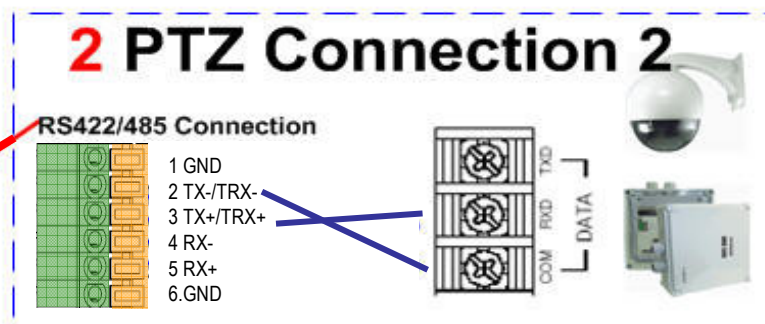 2 PTZ Connection 2
RS422/485 Connection
1 GND
2 TX-/TRX-
3 TX+/TRX+
4 RX-
5 RX+
6.GND
TXD
RXD
COM
DATA